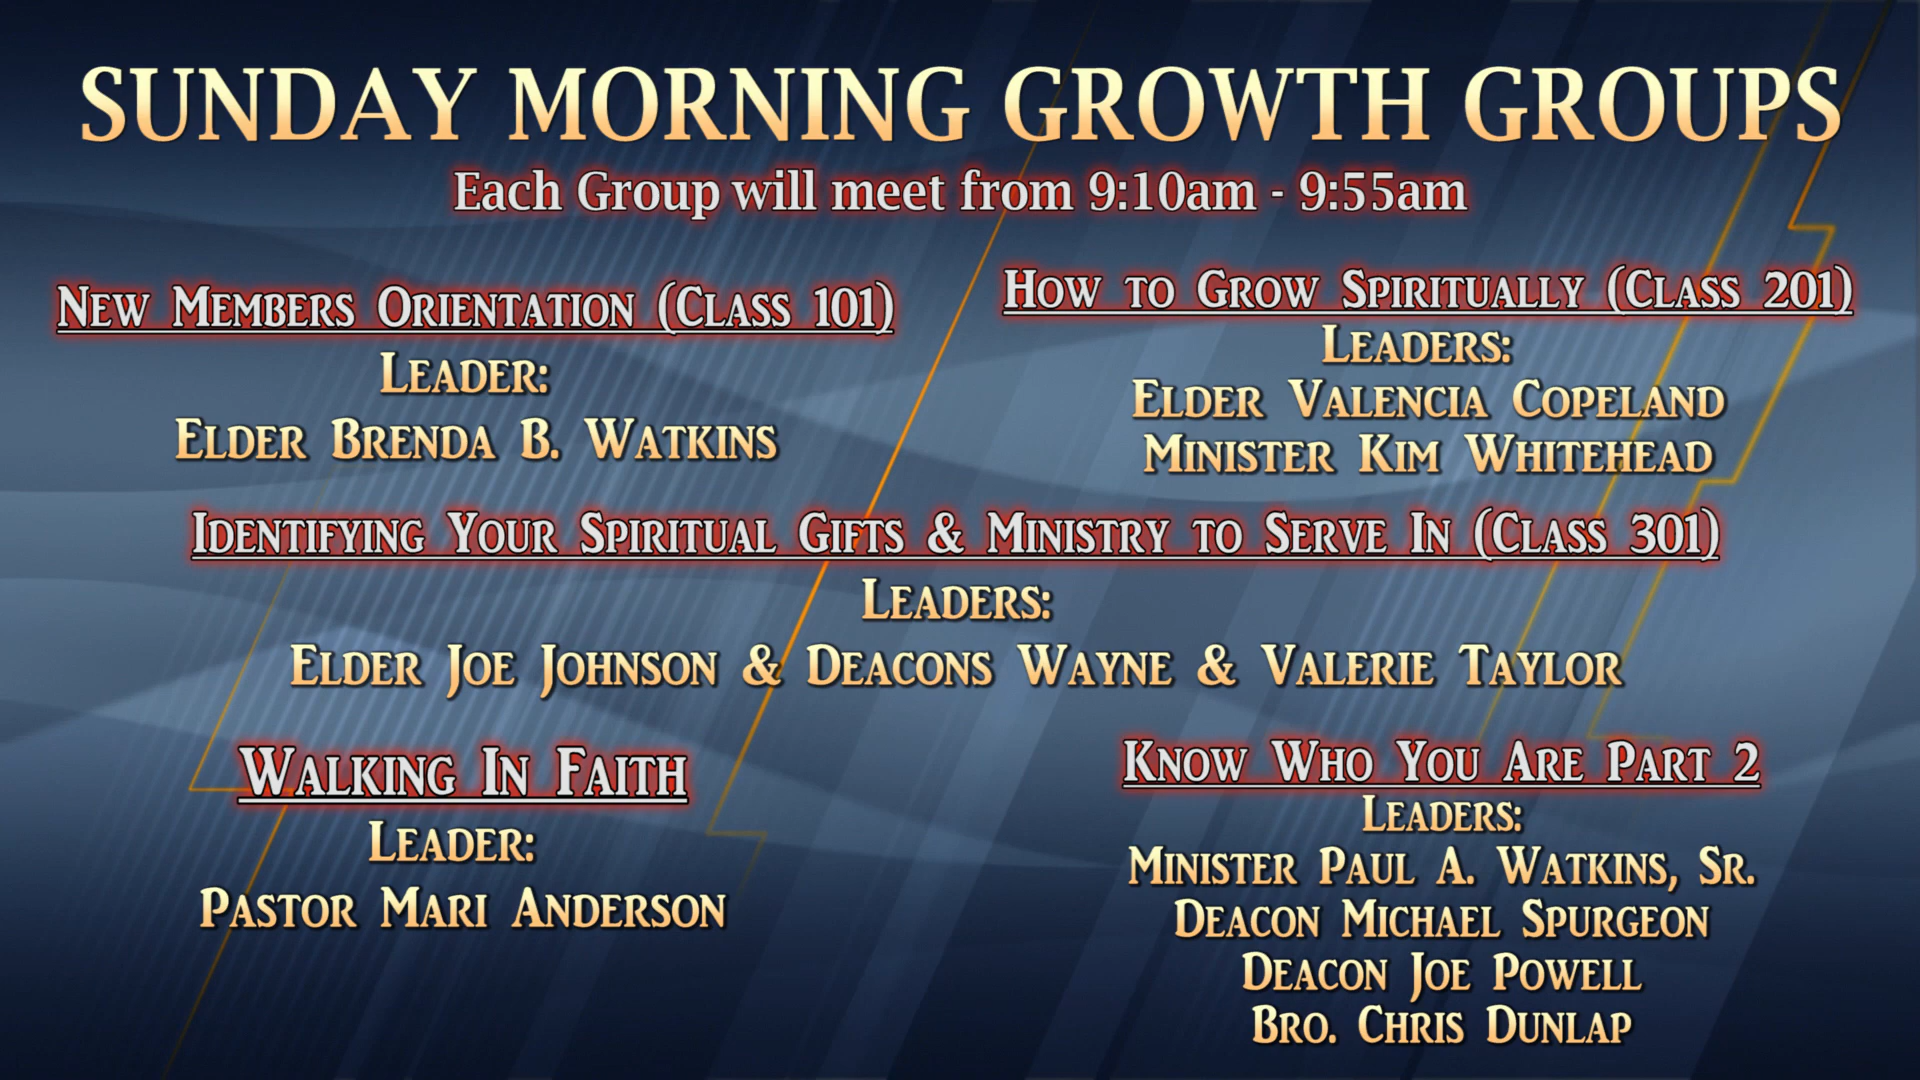 SUNDAY MORNING GROWTH GROUPS
Each Group will meet from 9:10am - 9:55am
New Members Orientation (Class 101)
Leader:
Elder Brenda B. Watkins
How to Grow Spiritually (Class 201)
Leaders:
Elder Valencia Copeland
Minister Kim Whitehead
Identifying Your Spiritual Gifts & Ministry to Serve In (Class 301)
Leaders:
Elder Joe Johnson & Deacons Wayne & Valerie Taylor
Walking In Faith
Leader:
Pastor Mari Anderson
Know Who You Are Part 2
Leaders:
Minister Paul A. Watkins, Sr.
Deacon Michael Spurgeon
Deacon Joe Powell
Bro. Chris Dunlap